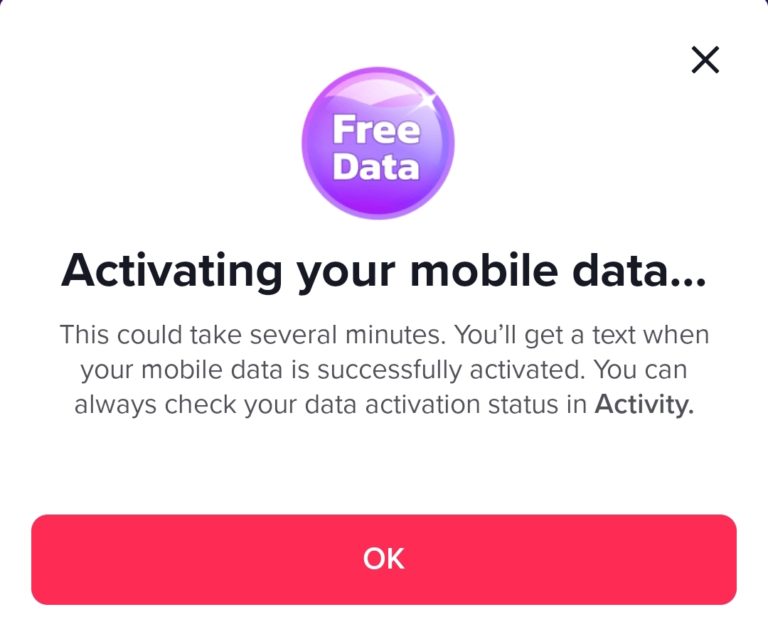 Free
Data
Activating your mobile data...
This could take several minutes. You’ll get a text when
your mobile data is successfully activated. You can
always check your data activation status in Activity.
OK